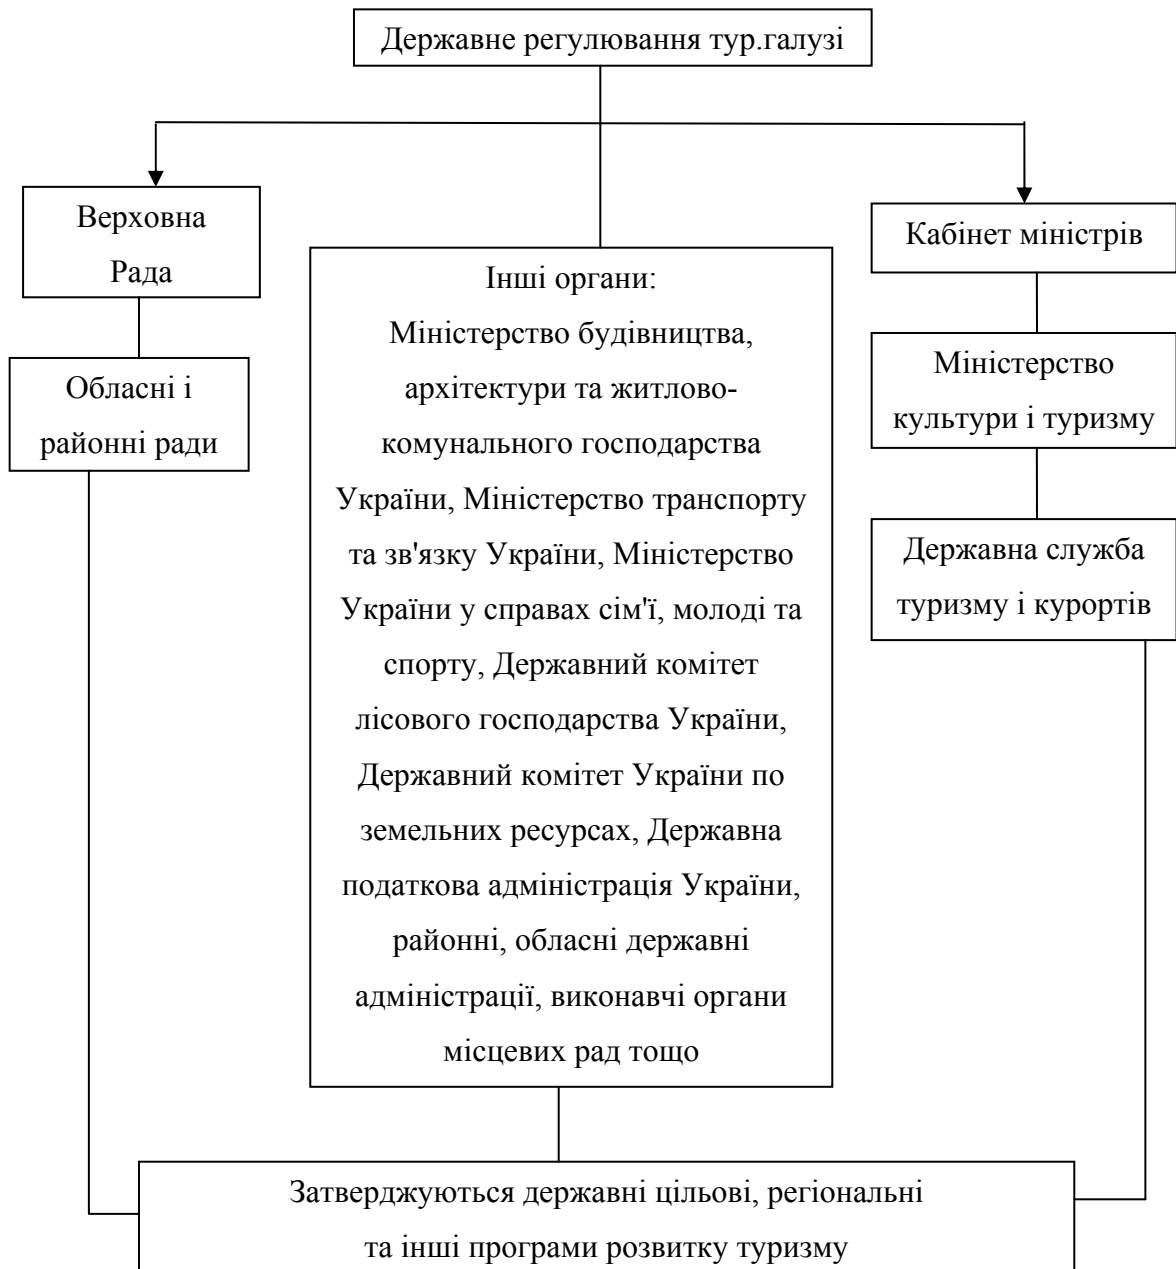 Державне регулювання тур.галузі
Верховна
Рада
Обласні і
районні ради
Інші органи:
Міністерство будівництва,
архітектури та житлово-
комунального господарства
України, Міністерство транспорту
та зв'язку України, Міністерство
України у справах сім'ї, молоді та
спорту, Державний комітет
лісового господарства України,
Державний комітет України по
земельних ресурсах, Державна
податкова адміністрація України,
районні, обласні державні
адміністрації, виконавчі органи
місцевих рад тощо
Кабінет міністрів
Міністерство
культури і туризму
Державна служба
туризму і курортів
Затверджуються державні цільові, регіональні
та інші програми розвитку туризму